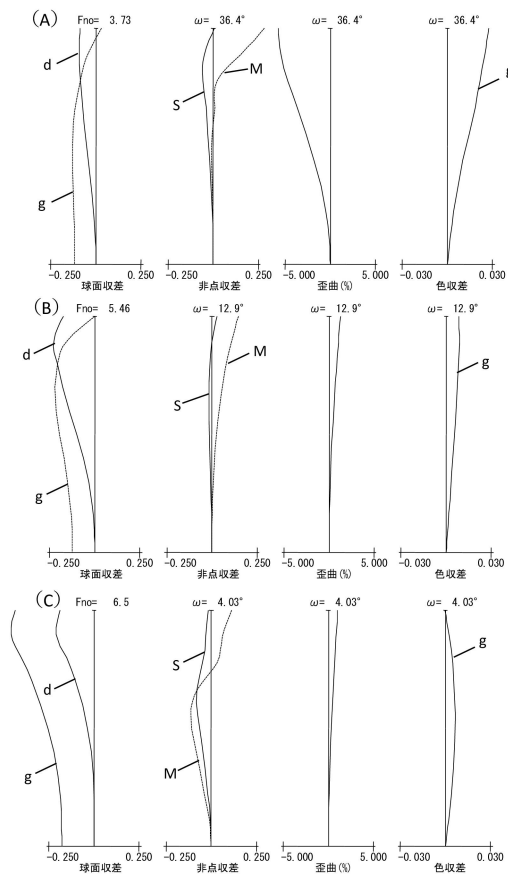 (A) Fno= 3.73 ω= 36.4° ω= 36.4° ω= 36.4°
d M S g g
-0.250 0.250 -0.250 0.250 -5.000 5.000 -0.030 0.030
球面収差 非点収差 歪曲(%) 色収差
(B) Fno= 5.46 ω= 12.9° ω= 12.9° ω= 12.9°
d M S g g
-0.250 0.250 -0.250 0.250 -5.000 5.000 -0.030 0.030
球面収差 非点収差 歪曲(%) 色収差
(C) Fno= 6.5 ω= 4.03° ω= 4.03° ω= 4.03°
d S g g M
-0.250 0.250 -0.250 0.250 -5.000 5.000 -0.030 0.030
球面収差 非点収差 歪曲(%) 色収差